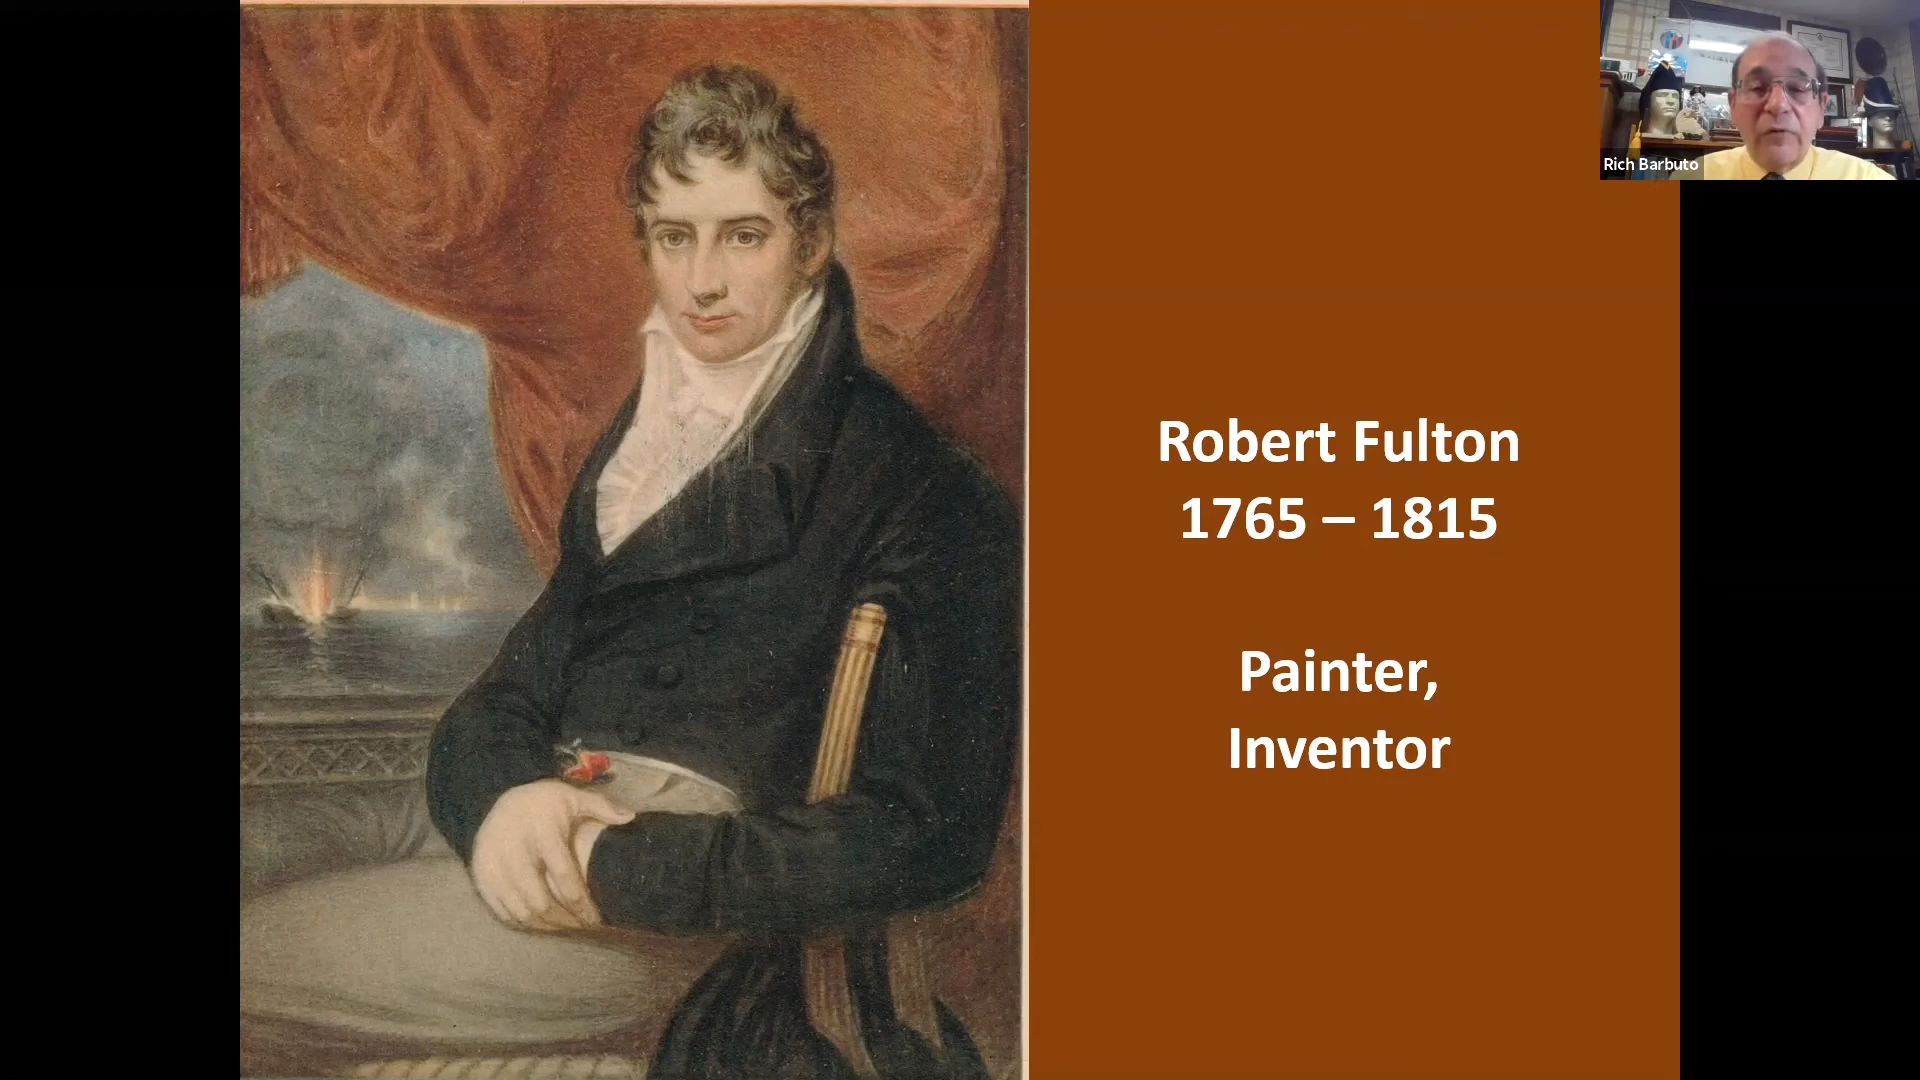 Robert Fulton
1765 – 1815
Painter,
Inventor
Rich Barbuto